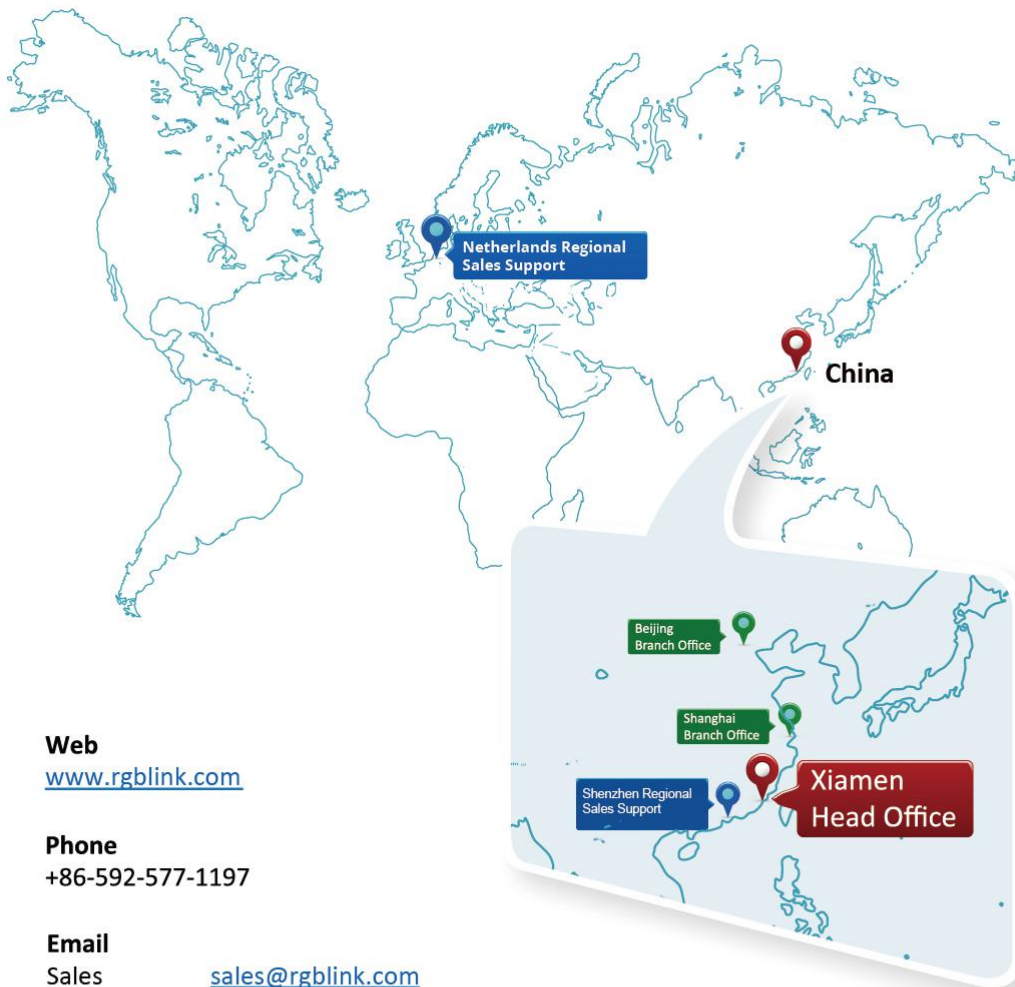 Netherlands Regional
Sales Support
China
Beijing
Branch Office
Shanghai
Branch Office
Shenzhen Regional
Sales Support
Xiamen
Head Office
Web
www.rgblink.com
Phone
+86-592-577-1197
Email
Sales sales@rgblink.com